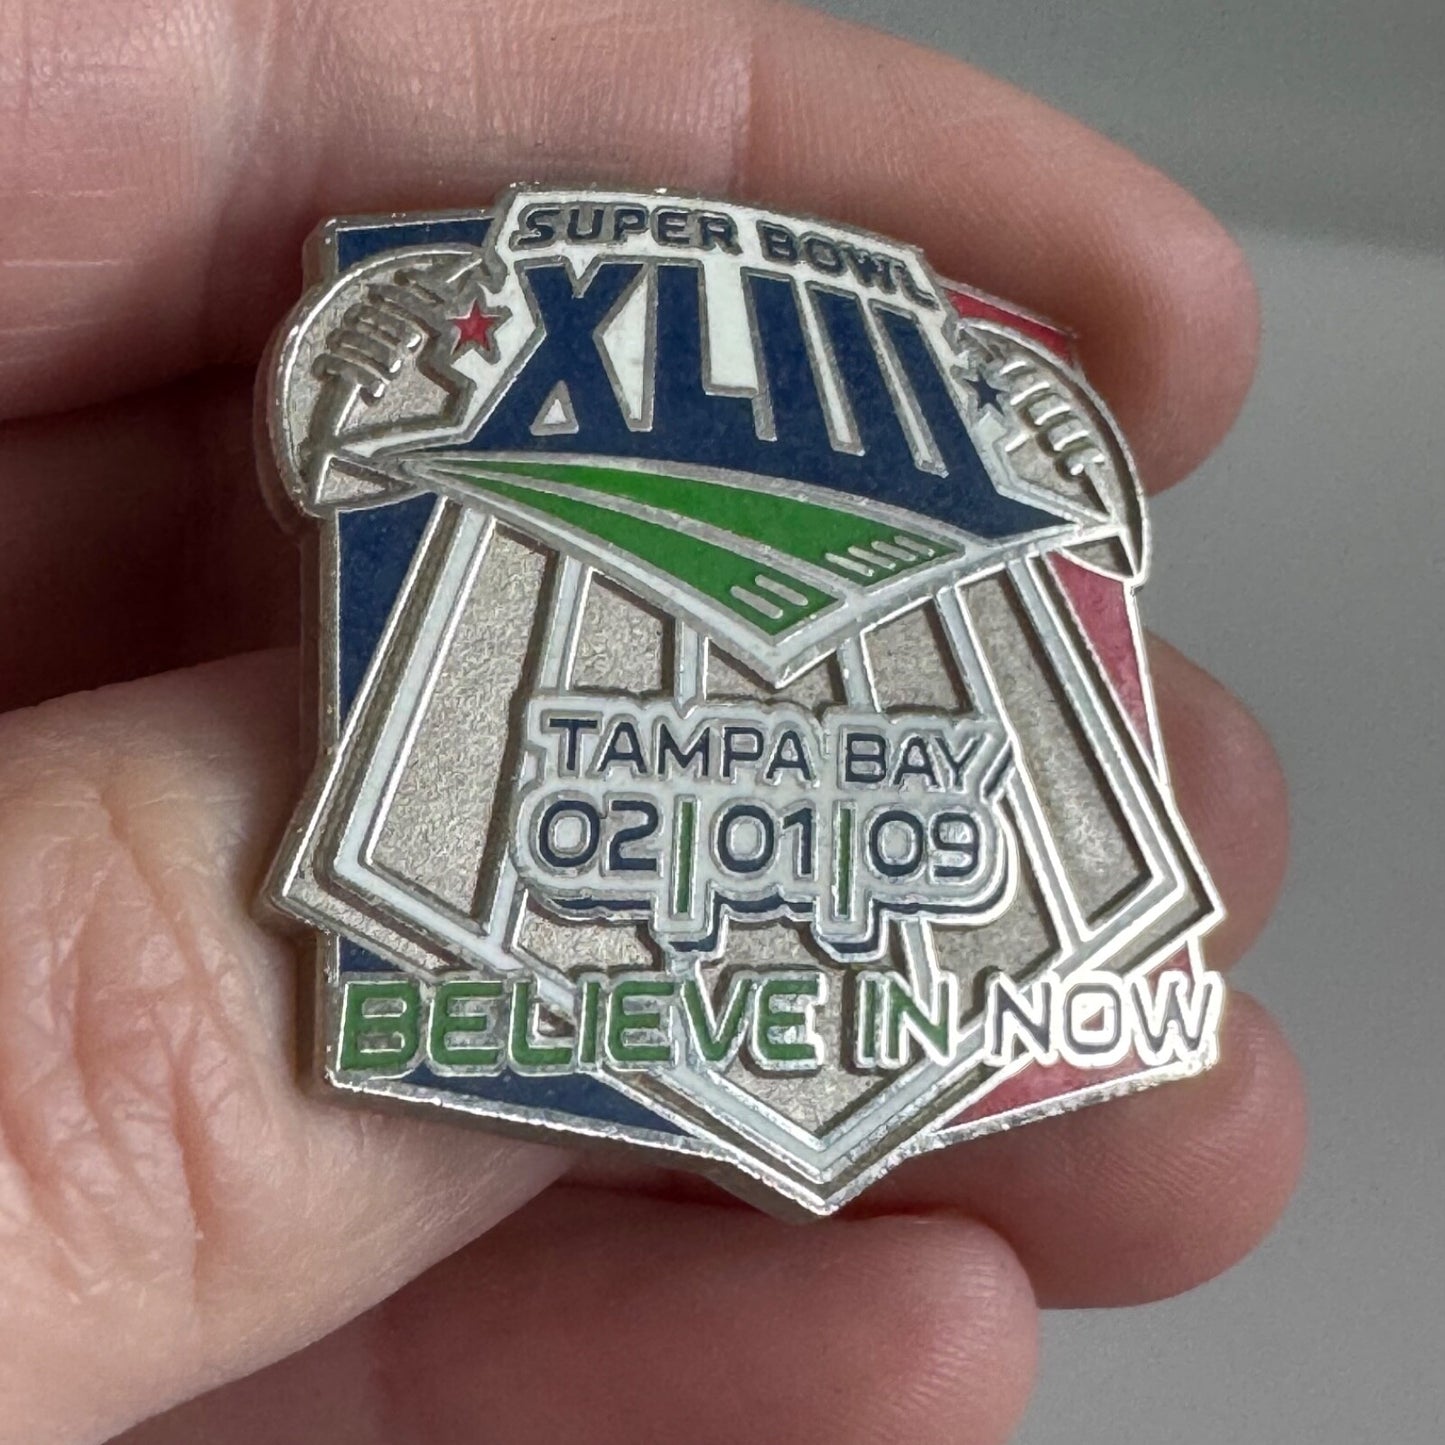 SUPER BOWL
XLIII
TAMPA BAY
02|01|09
BELIEVE IN NOW